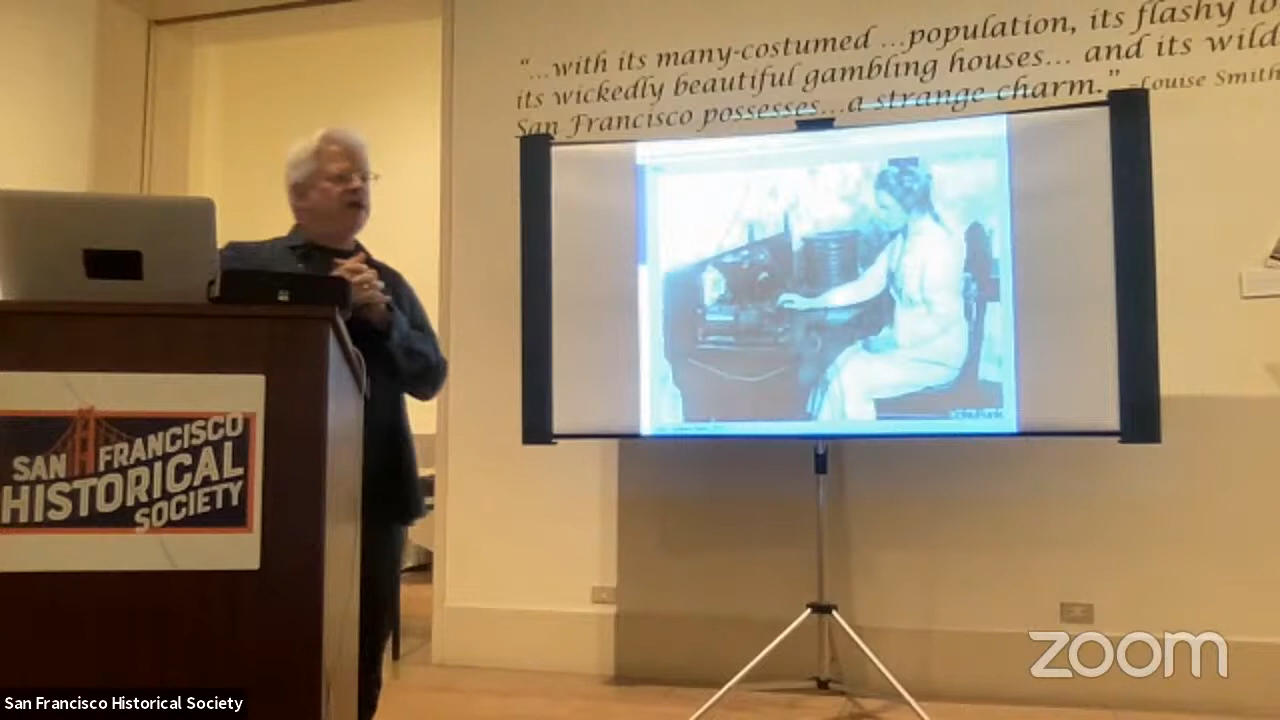 “...with its many-costumed ...population, its flashy
its wickedly beautiful gambling houses... and its wild
San Francisco possesses...a strange charm.” -Louise Smith
SAN FRANCISCO
HISTORICAL
SOCIETY
zoom
San Francisco Historical Society